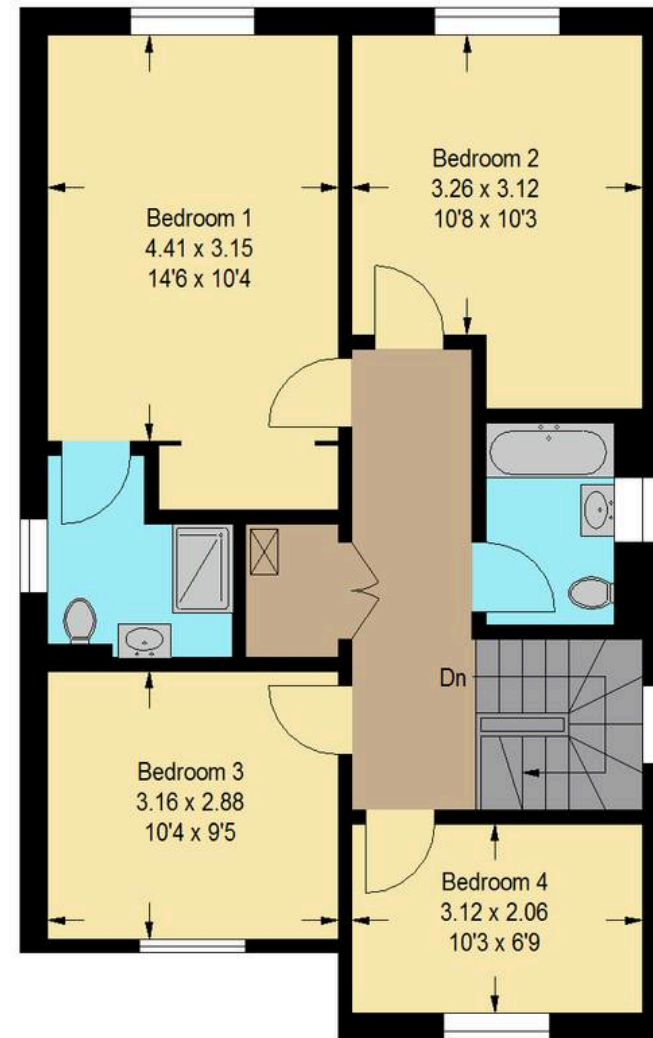 Bedroom 1
4.41 x 3.15
14'6 x 10'4
Bedroom 2
3.26 x 3.12
10'8 x 10'3
Dn
Bedroom 3
3.16 x 2.88
10'4 x 9'5
Bedroom 4
3.12 x 2.06
10'3 x 6'9